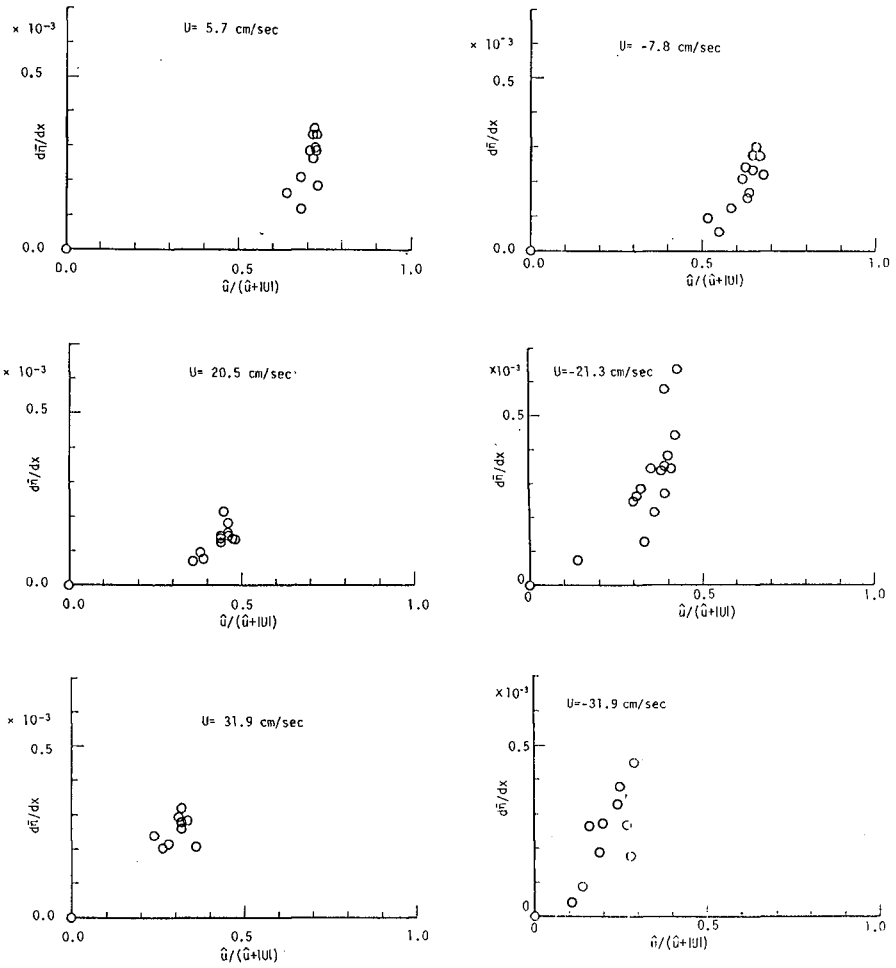 U= 5.7 cm/sec
× 10⁻³
0.5
dη̄/dx
0.0
0.0 0.5 1.0
û/(û+|U|)
U= -7.8 cm/sec
× 10⁻³
0.5
dη̄/dx
0.0
0.0 0.5 1.0
û/(û+|U|)
U= 20.5 cm/sec
× 10⁻³
0.5
dη̄/dx
0.0
0.0 0.5 1.0
û/(û+|U|)
U=-21.3 cm/sec
×10⁻³
0.5
dη̄/dx
0
0 0.5 1.0
û/(û+|U|)
U= 31.9 cm/sec
× 10⁻³
0.5
dη̄/dx
0.0
0.0 0.5 1.0
û/(û+|U|)
U=-31.9 cm/sec
×10⁻³
0.5
dη̄/dx
0
0 0.5 1.0
û/(û+|U|)